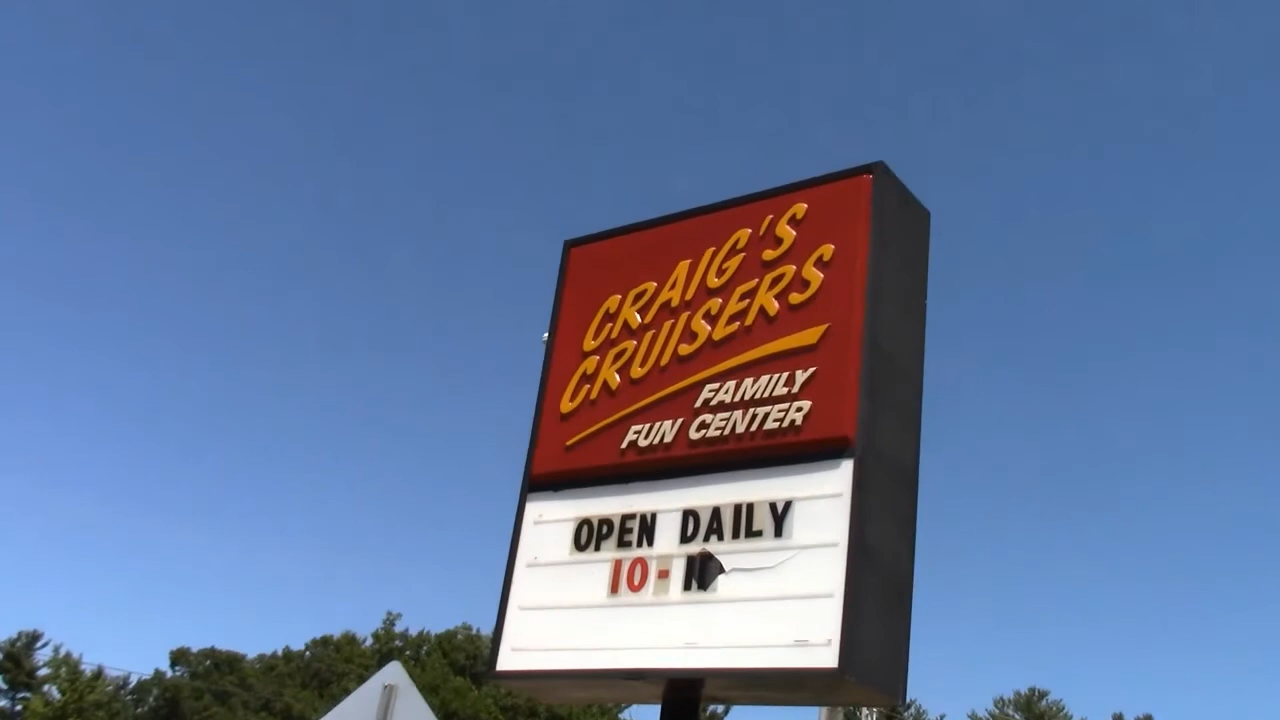 CRAIG'S
CRUISERS
FAMILY
FUN CENTER
OPEN DAILY
10-